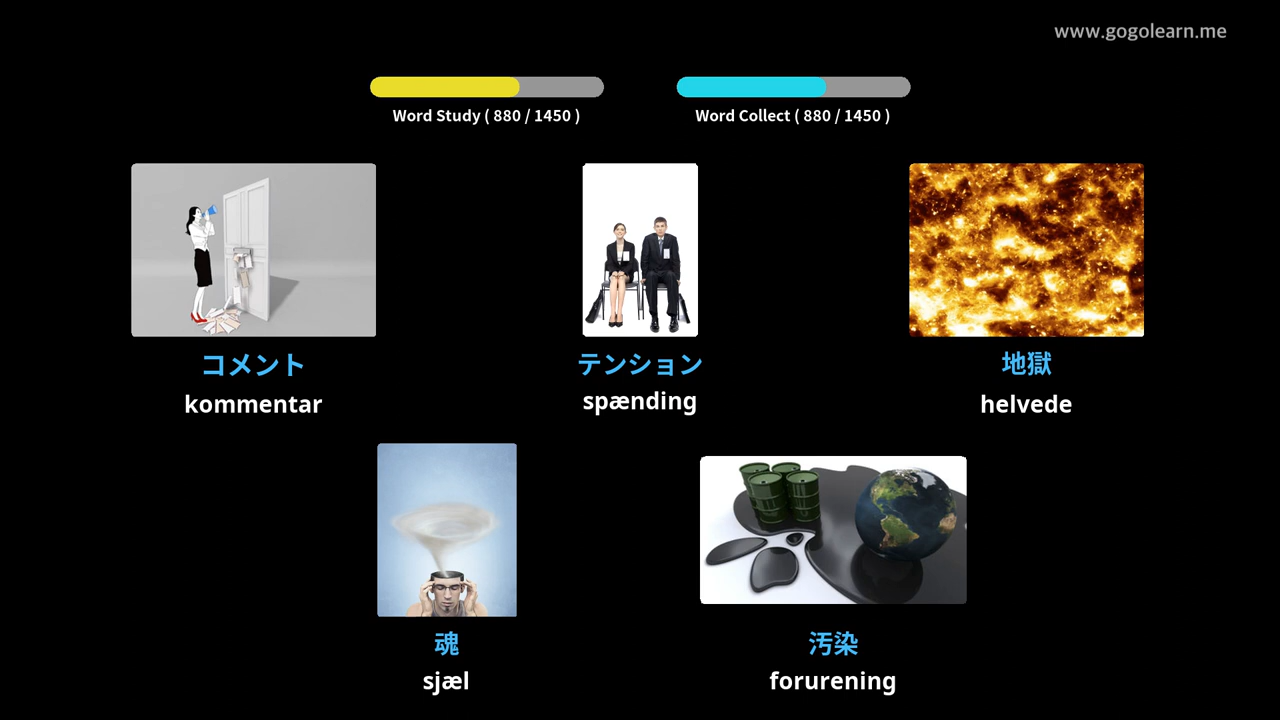 www.gogolearn.me
Word Study ( 880 / 1450 )
Word Collect ( 880 / 1450 )
コメント
kommentar
テンション
spænding
地獄
helvede
魂
sjæl
汚染
forurening